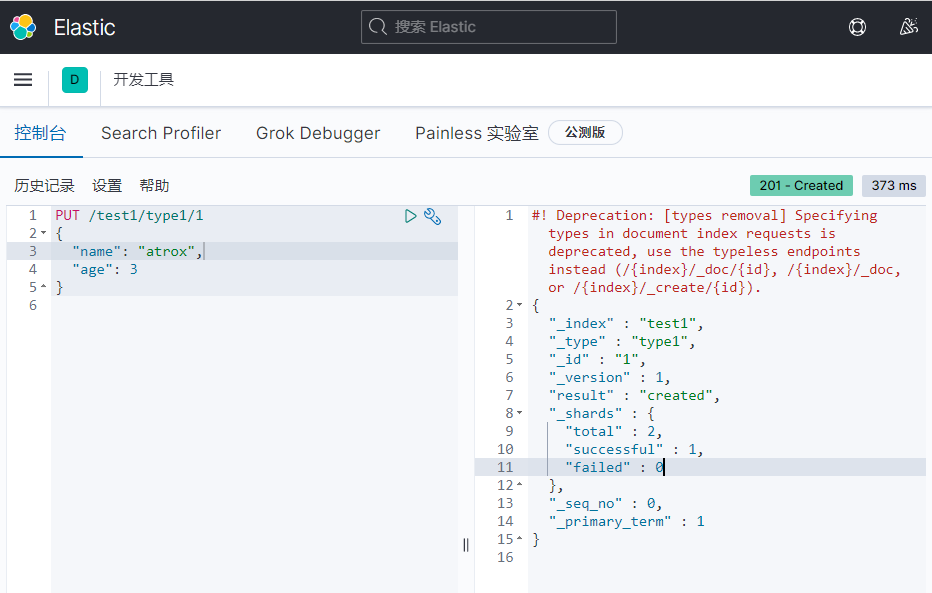 Elastic
搜索 Elastic
D
开发工具
控制台
Search Profiler
Grok Debugger
Painless 实验室
公测版
历史记录
设置
帮助
201 - Created
373 ms
1 PUT /test1/type1/1
2 {
3 "name": "atrox",
4 "age": 3
5 }
6
1 #! Deprecation: [types removal] Specifying
types in document index requests is
deprecated, use the typeless endpoints
instead (/{index}/_doc/{id}, /{index}/_doc,
or /{index}/_create/{id}).
2 {
3 "_index" : "test1",
4 "_type" : "type1",
5 "_id" : "1",
6 "_version" : 1,
7 "result" : "created",
8 "_shards" : {
9 "total" : 2,
10 "successful" : 1,
11 "failed" : 0
12 },
13 "_seq_no" : 0,
14 "_primary_term" : 1
15 }
16